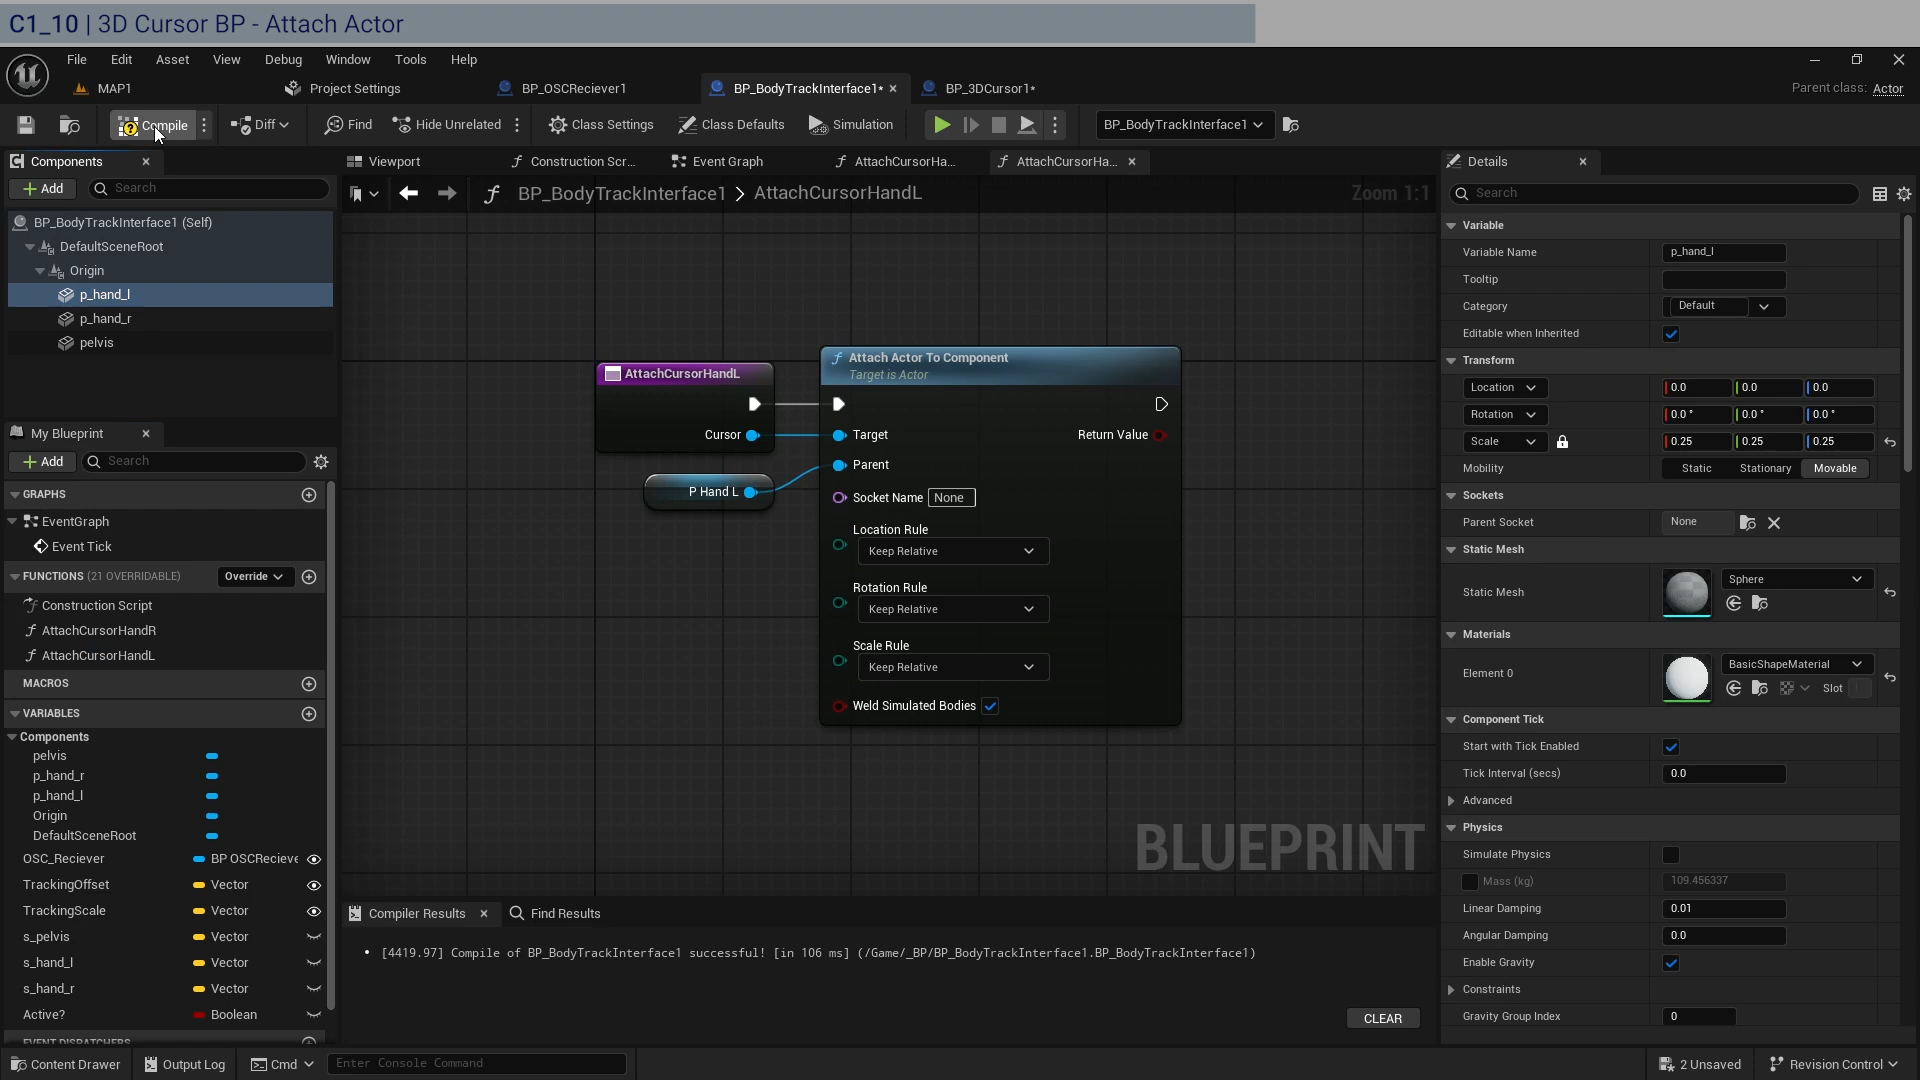 C1_10 | 3D Cursor BP - Attach Actor
File Edit Asset View Debug Window Tools Help
MAP1 Project Settings BP_OSCReciever1 BP_BodyTrackInterface1* BP_3DCursor1* Parent class: Actor
Compile Diff Find Hide Unrelated Class Settings Class Defaults Simulation BP_BodyTrackInterface1
Components
Add Search
BP_BodyTrackInterface1 (Self)
DefaultSceneRoot
Origin
p_hand_l
p_hand_r
pelvis
My Blueprint
Add Search
GRAPHS
EventGraph
Event Tick
FUNCTIONS (21 OVERRIDABLE) Override
Construction Script
AttachCursorHandR
AttachCursorHandL
MACROS
VARIABLES
Components
pelvis
p_hand_r
p_hand_l
Origin
DefaultSceneRoot
OSC_Reciever BP OSCRecieve
TrackingOffset Vector
TrackingScale Vector
s_pelvis Vector
s_hand_l Vector
s_hand_r Vector
Active? Boolean
EVENT DISPATCHERS
Viewport Construction Scr... Event Graph AttachCursorHa... AttachCursorHa...
BP_BodyTrackInterface1 > AttachCursorHandL Zoom 1:1
AttachCursorHandL
Cursor
P Hand L
Attach Actor To Component
Target is Actor
Target Return Value
Parent
Socket Name None
Location Rule
Keep Relative
Rotation Rule
Keep Relative
Scale Rule
Keep Relative
Weld Simulated Bodies
BLUEPRINT
Compiler Results Find Results
• [4419.97] Compile of BP_BodyTrackInterface1 successful! [in 106 ms] (/Game/_BP/BP_BodyTrackInterface1.BP_BodyTrackInterface1)
CLEAR
Details
Search
Variable
Variable Name p_hand_l
Tooltip
Category Default
Editable when Inherited
Transform
Location 0.0 0.0 0.0
Rotation 0.0 ° 0.0 ° 0.0 °
Scale 0.25 0.25 0.25
Mobility Static Stationary Movable
Sockets
Parent Socket None
Static Mesh
Static Mesh Sphere
Materials
Element 0 BasicShapeMaterial
Slot
Component Tick
Start with Tick Enabled
Tick Interval (secs) 0.0
Advanced
Physics
Simulate Physics
Mass (kg) 109.456337
Linear Damping 0.01
Angular Damping 0.0
Enable Gravity
Constraints
Gravity Group Index 0
Content Drawer Output Log Cmd Enter Console Command 2 Unsaved Revision Control